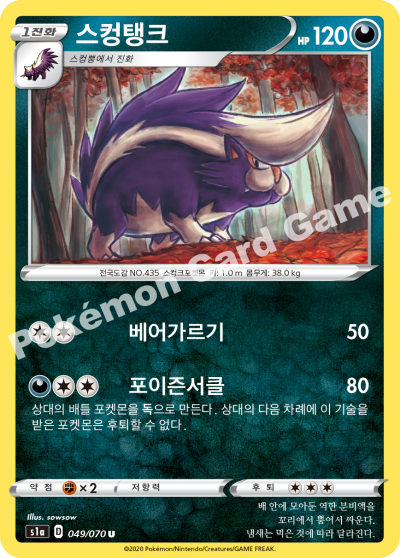 1진화 스컹탱크 HP 120
스컹뿡에서 진화
전국도감 NO.435 스컹크포켓몬 키: 1.0 m 몸무게: 38.0 kg
베어가르기 50
포이즌서클 80
상대의 배틀 포켓몬을 독으로 만든다. 상대의 다음 차례에 이 기술을
받은 포켓몬은 후퇴할 수 없다.
약점 ×2 저항력 후퇴
Illus. sowsow
s1a D 049/070 U
배 안에 모아둔 역한 분비액을
꼬리에서 뿜어서 싸운다.
냄새는 먹은 것에 따라 달라진다.
©2020 Pokémon/Nintendo/Creatures/GAME FREAK.
Pokémon Card Game